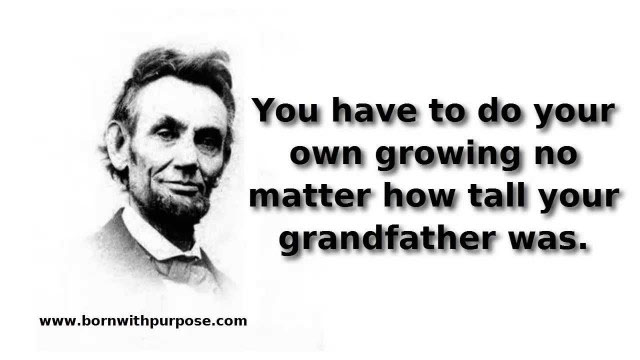 You have to do your
own growing no
matter how tall your
grandfather was.
www.bornwithpurpose.com